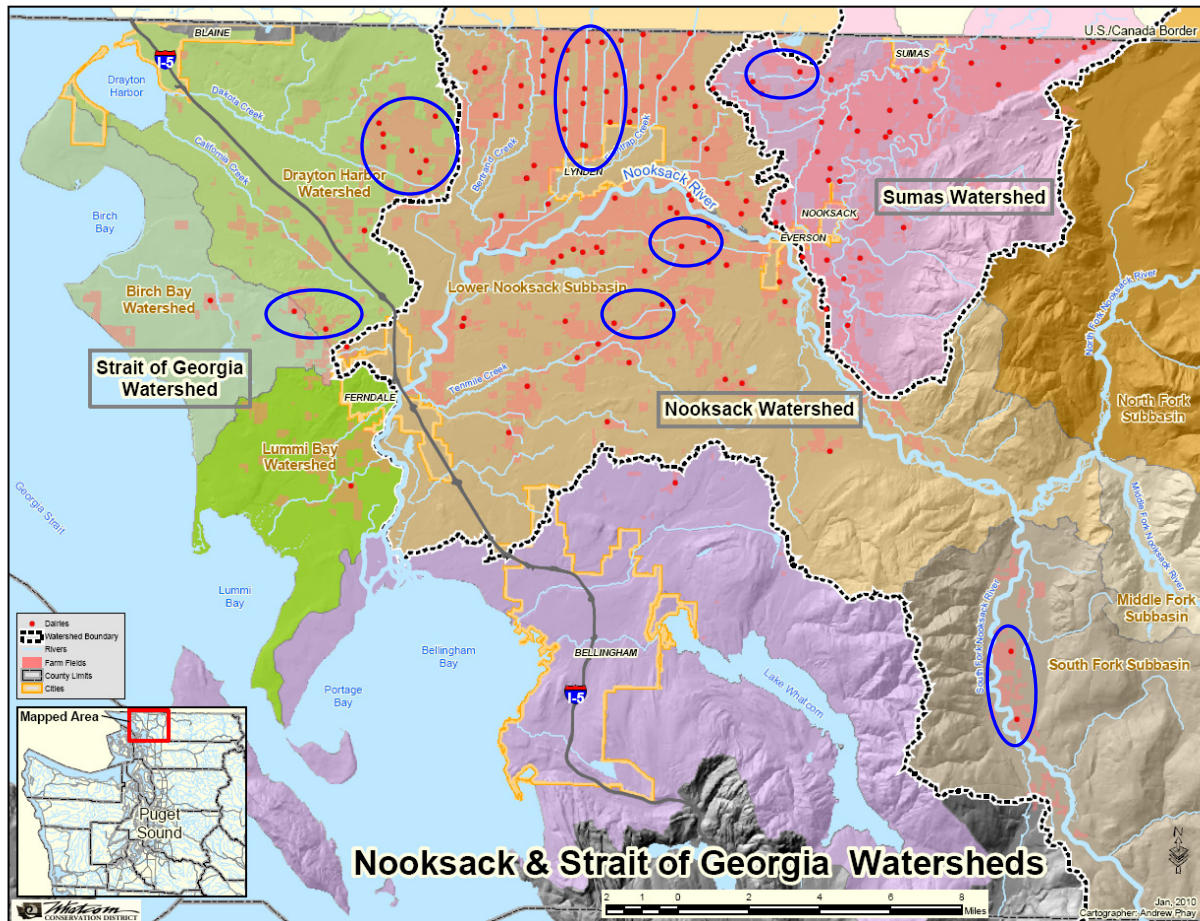 U.S./Canada Border
BLAINE
I-5
SUMAS
Drayton
Harbor
Dakota Creek
California Creek
Bertrand Creek
LYNDEN
Nooksack River
Drayton Harbor
Watershed
Sumas Watershed
NOOKSACK
EVERSON
Birch
Bay
Birch Bay
Watershed
Lower Nooksack Subbasin
North Fork Nooksack River
Strait of Georgia
Watershed
Tenmile Creek
FERNDALE
Nooksack Watershed
North Fork
Subbasin
Lummi Bay
Watershed
Georgia Strait
Middle Fork Nooksack River
Lummi
Bay
Middle Fork
Subbasin
South Fork Nooksack River
South Fork Subbasin
Bellingham
Bay
BELLINGHAM
Lake Whatcom
Portage
Bay
I-5
Dairies
Watershed Boundary
Rivers
Farm Fields
County Limits
Cities
Mapped Area
Puget
Sound
Nooksack & Strait of Georgia Watersheds
2 1 0 2 4 6 8
Miles
N
Whatcom
CONSERVATION DISTRICT
Jan, 2010
Cartographer: Andrew Phay